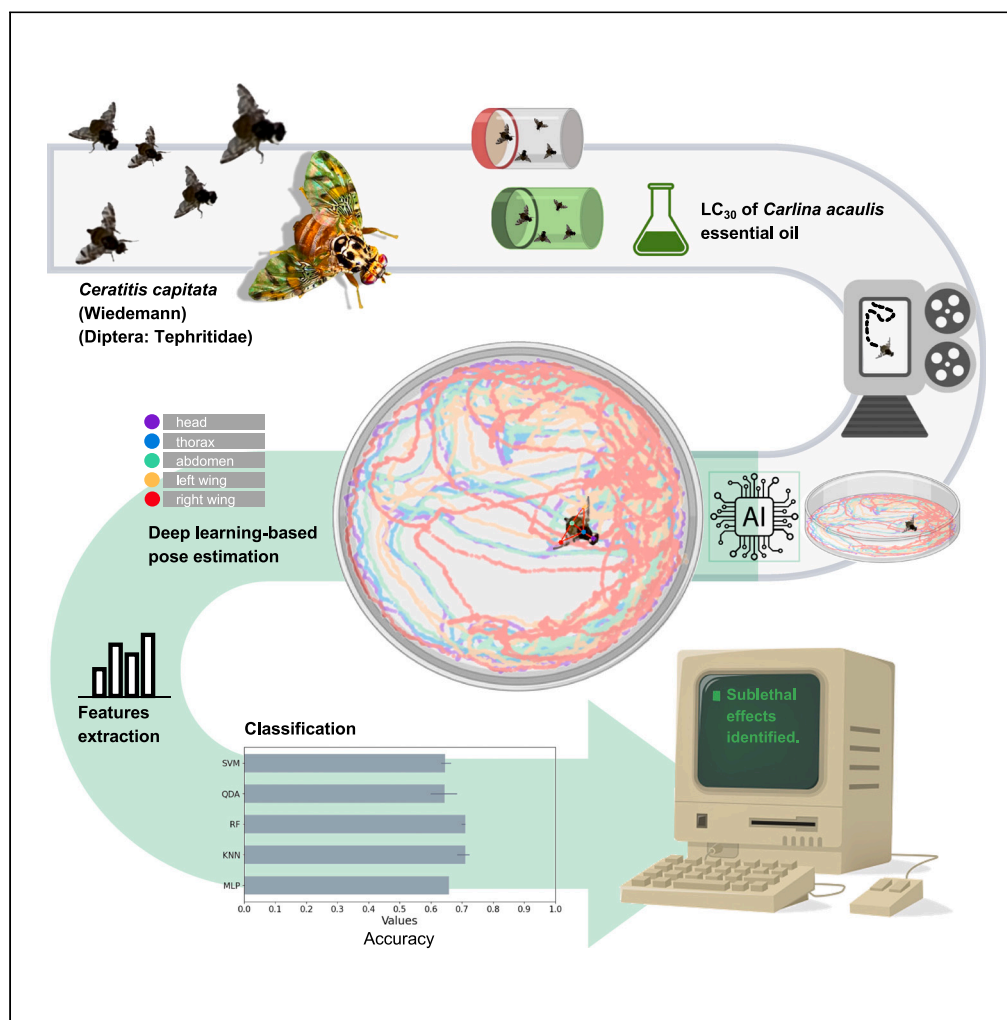 LC30 of Carlina acaulis
essential oil
Ceratitis capitata
(Wiedemann)
(Diptera: Tephritidae)
head
thorax
abdomen
left wing
right wing
Deep learning-based
pose estimation
AI
Features
extraction
Classification
SVM
QDA
RF
KNN
MLP
0.0 0.1 0.2 0.3 0.4 0.5 0.6 0.7 0.8 0.9 1.0
Values
Accuracy
Sublethal
effects
identified.